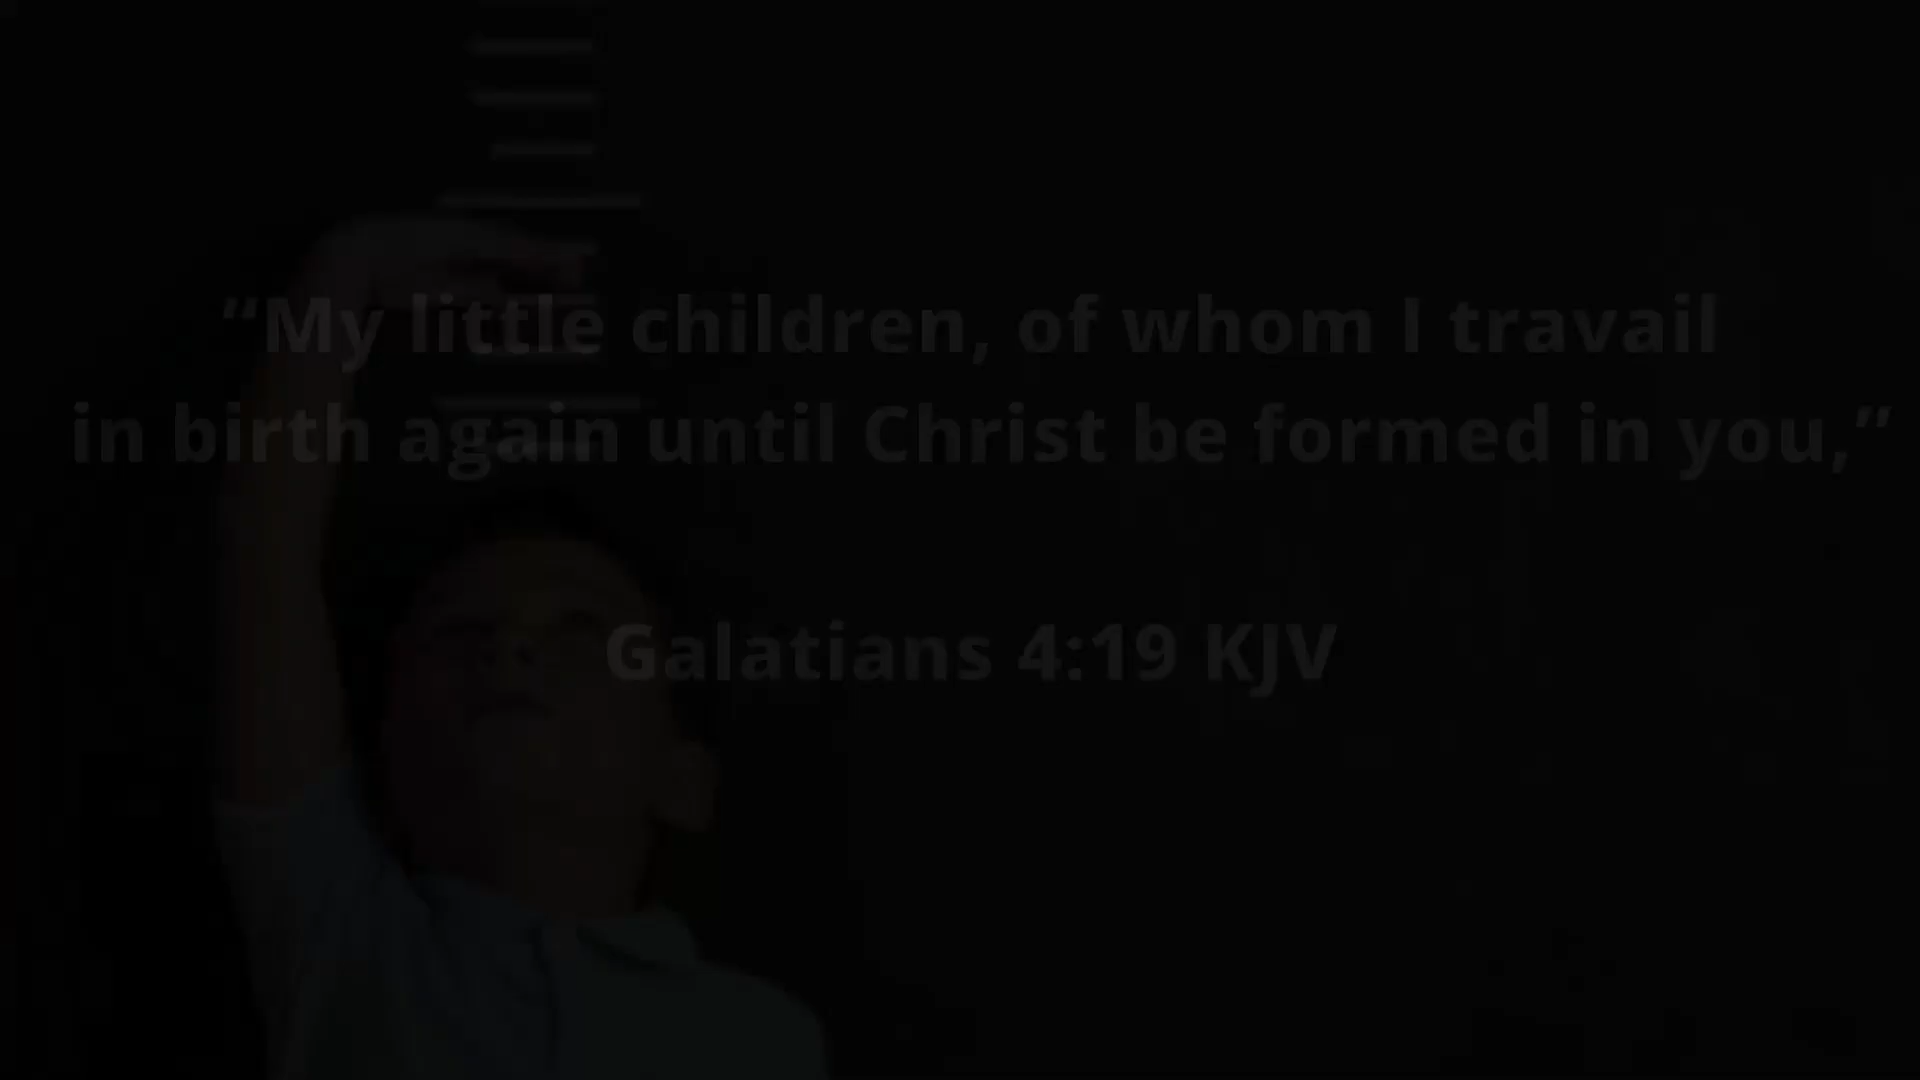 “My little children, of whom I travail
in birth again until Christ be formed in you,”
Galatians 4:19 KJV